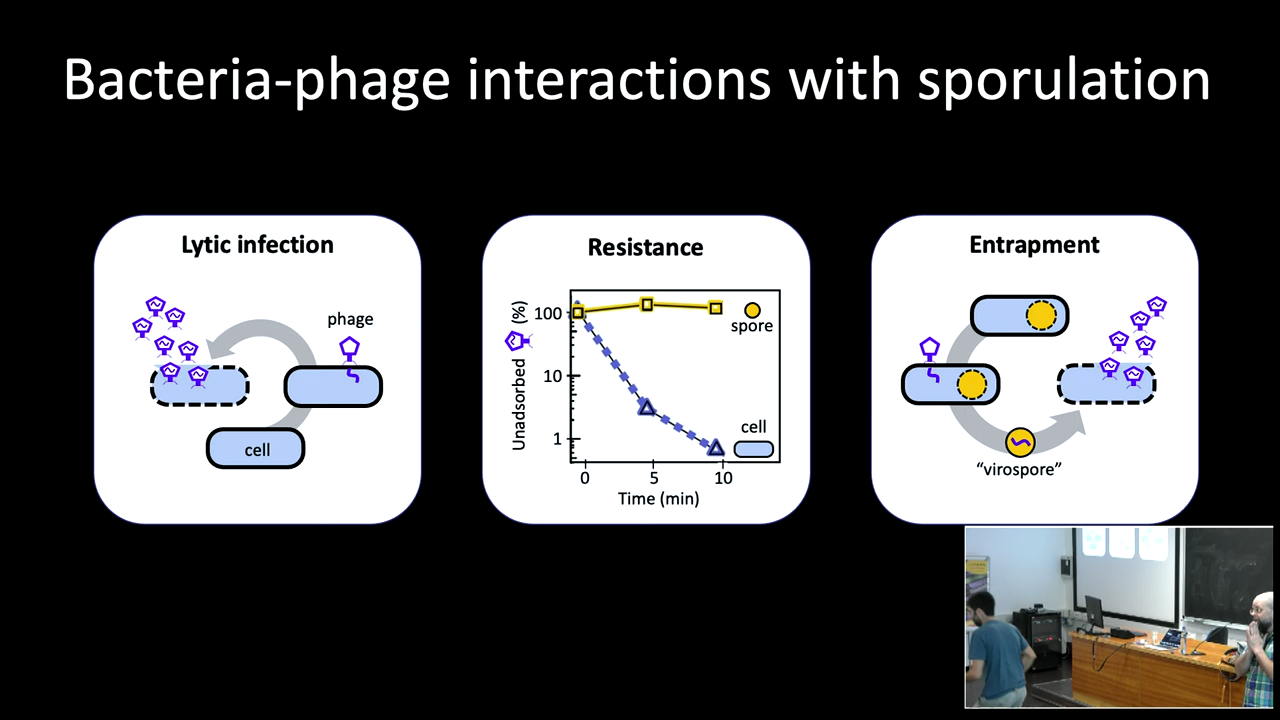 Bacteria-phage interactions with sporulation
Lytic infection
phage
cell
Resistance
Unadsorbed (%)
100
10
1
spore
cell
0 5 10
Time (min)
Entrapment
“virospore”